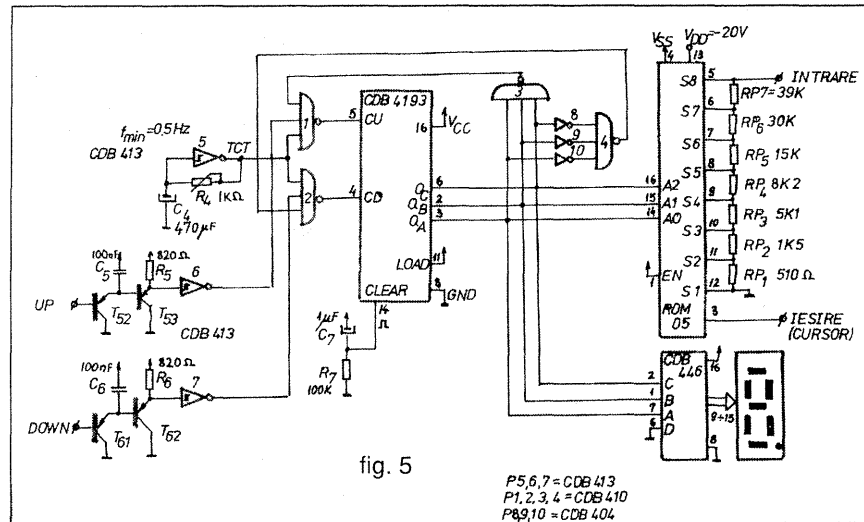 VSS
VDD=-20V
4
13
CDB 4193
fmin=0,5Hz
CDB 413
5
TCT
R4
1KΩ
C4
470μF
1
2
5
CU
4
CD
16
VCC
3
8
9
10
4
QC
6
QB
2
QA
3
LOAD
11
CLEAR
14
8
GND
1μF
C7
R7
100K
16
A2
15
A1
14
A0
EN
1
S8
5
INTRARE
RP7=39K
S7
6
RP6 30K
S6
7
RP5 15K
S5
8
RP4 8K2
S4
9
RP3 5K1
S3
10
RP2 1K5
S2
11
RP1 510 Ω
S1
12
ROM
05
3
IESIRE
(CURSOR)
100nF
C5
820Ω
R5
6
UP
T52
T53
CDB 413
100nF
C6
820Ω
R6
7
DOWN
T61
T62
CDB
446
16
2
C
1
B
7
A
6
D
9÷15
8
fig. 5
P5,6,7 = CDB 413
P1,2,3,4 = CDB 410
P8,9,10 = CDB 404